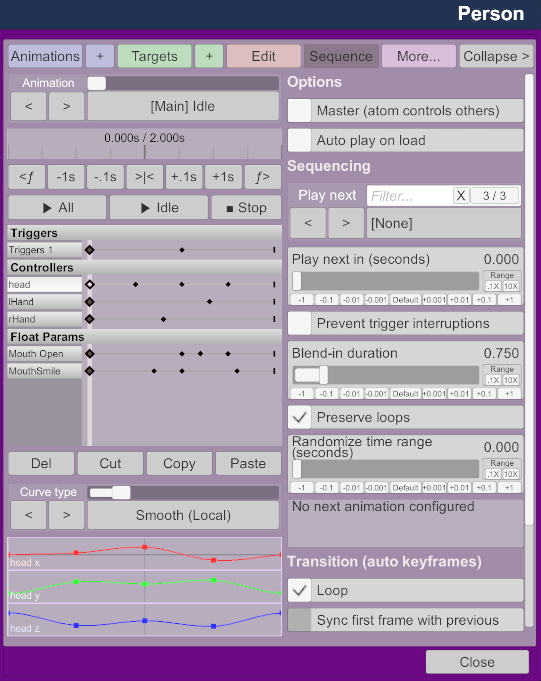 Person
Animations + Targets + Edit Sequence More... Collapse >
Animation
< > [Main] Idle
0.000s / 2.000s
<ƒ -1s -.1s >|< +.1s +1s ƒ>
▶ All ▶ Idle ■ Stop
Triggers
Triggers 1
Controllers
head
lHand
rHand
Float Params
Mouth Open
MouthSmile
Del Cut Copy Paste
Curve type
< > Smooth (Local)
head x
head y
head z
Options
Master (atom controls others)
Auto play on load
Sequencing
Play next Filter... X 3 / 3
< > [None]
Play next in (seconds) 0.000
Range
.1X 10X
-1 -0.1 -0.01 -0.001 Default +0.001 +0.01 +0.1 +1
Prevent trigger interruptions
Blend-in duration 0.750
Range
.1X 10X
-1 -0.1 -0.01 -0.001 Default +0.001 +0.01 +0.1 +1
Preserve loops
Randomize time range
(seconds) 0.000
Range
.1X 10X
-1 -0.1 -0.01 -0.001 Default +0.001 +0.01 +0.1 +1
No next animation configured
Transition (auto keyframes)
Loop
Sync first frame with previous
Close